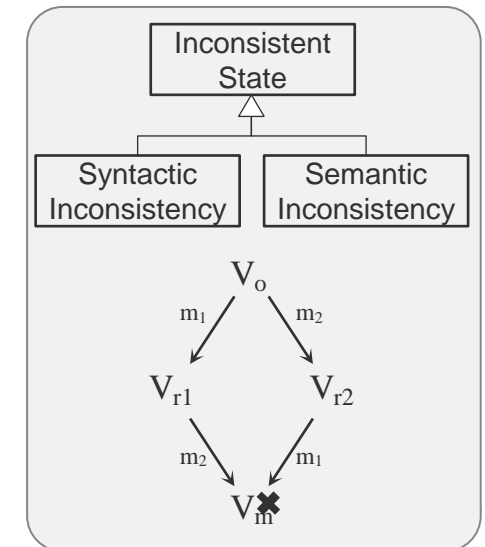 Inconsistent
State
Syntactic
Inconsistency
Semantic
Inconsistency
Vo
m1
m2
Vr1
Vr2
m2
m1
Vm